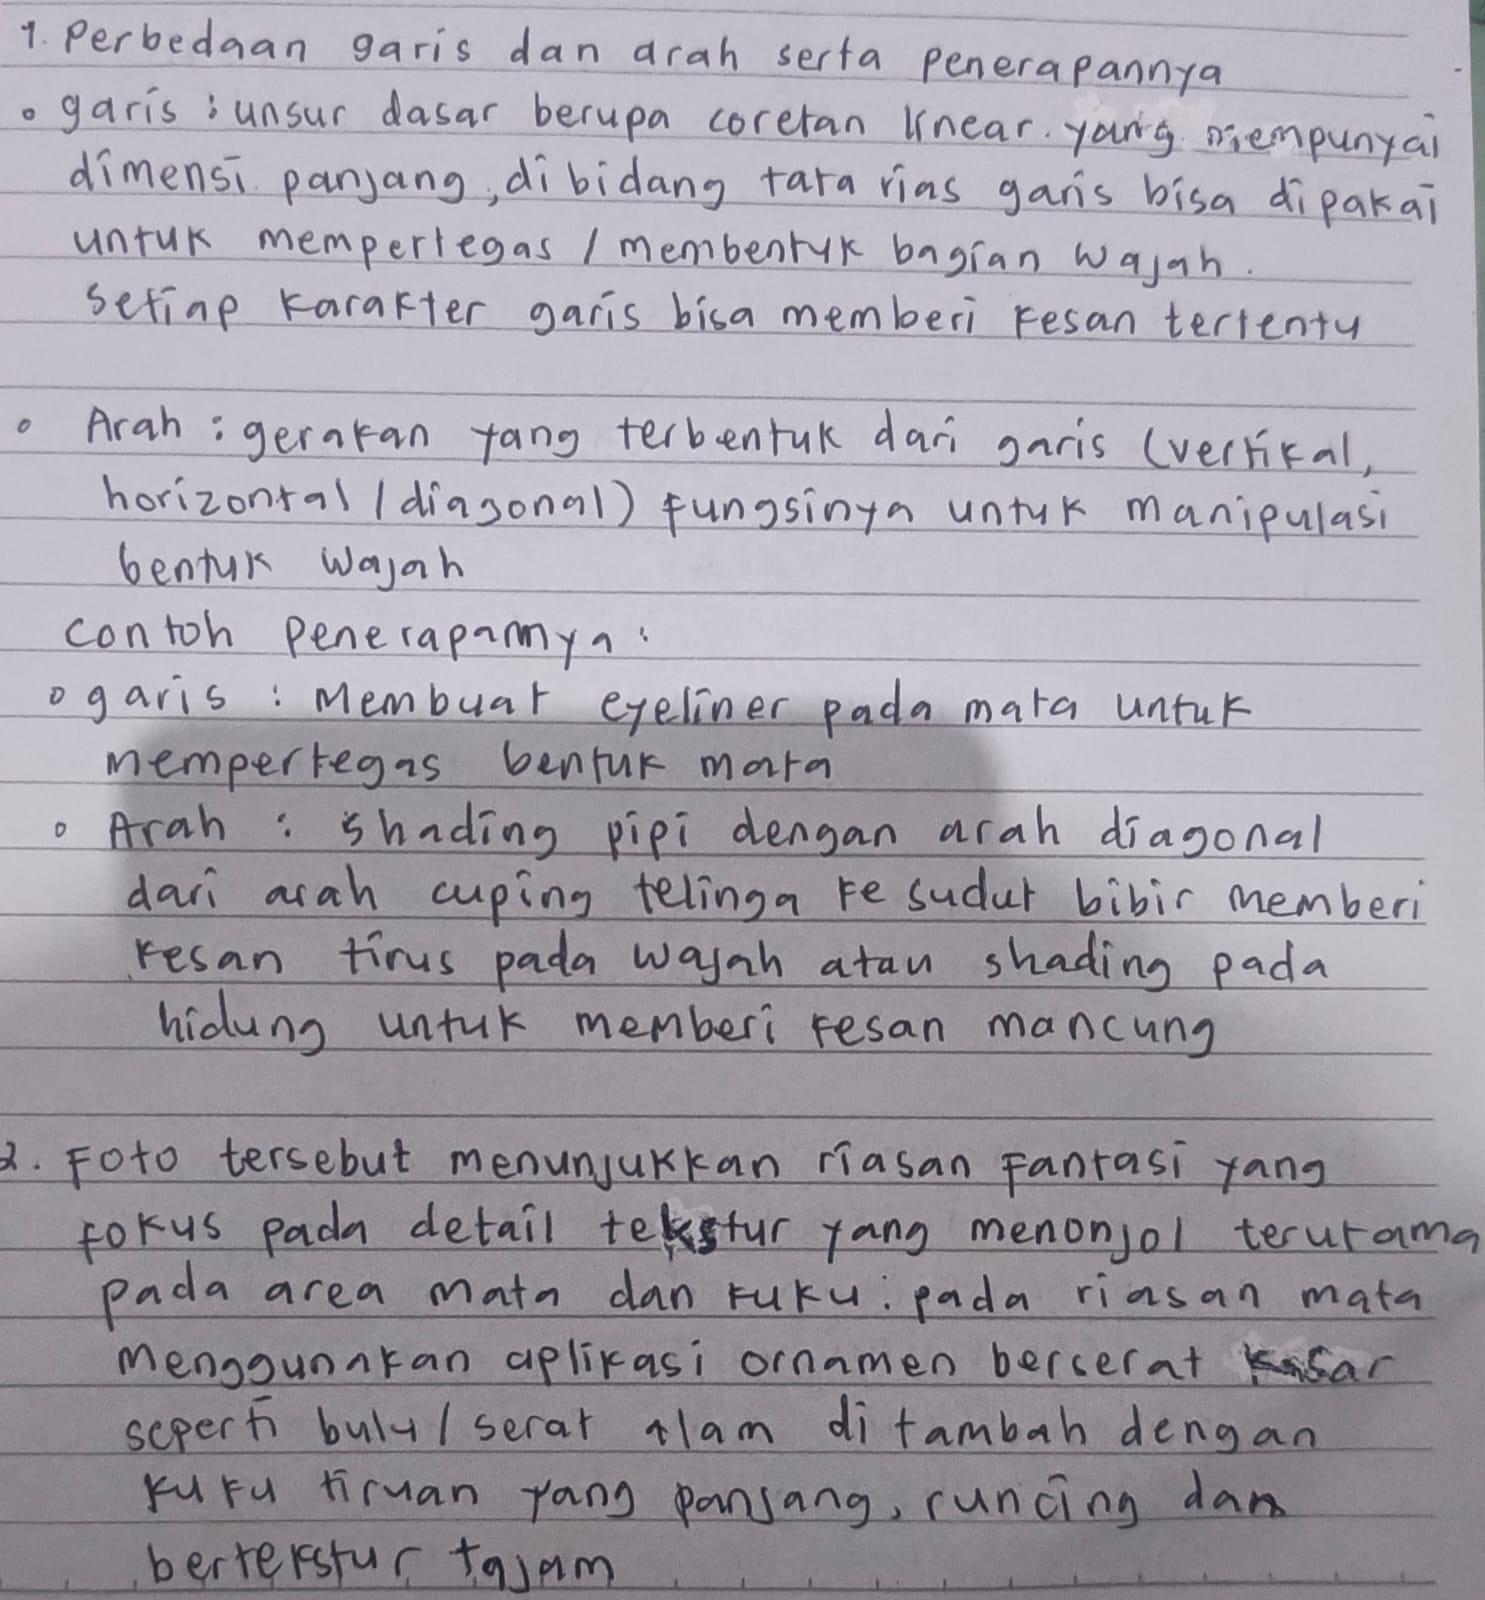 1. Perbedaan garis dan arah serta penerapannya
◦ garis : unsur dasar berupa coretan linear. yang mempunyai
dimensi panjang, di bidang tata rias garis bisa di pakai
untuk mempertegas / membentuk bagian wajah.
setiap karakter garis bisa memberi kesan tertentu
◦ Arah : gerakan yang terbentuk dari garis (vertikal,
horizontal / diagonal) fungsinya untuk manipulasi
bentuk wajah
contoh penerapannya :
◦ garis : Membuat eyeliner pada mata untuk
mempertegas bentuk mata
◦ Arah : shading pipi dengan arah diagonal
dari arah cuping telinga ke sudut bibir memberi
kesan tirus pada wajah atau shading pada
hidung untuk memberi kesan mancung
2. Foto tersebut menunjukkan riasan Fantasi yang
fokus pada detail tekstur yang menonjol terutama
pada area mata dan kuku. pada riasan mata
menggunakan aplikasi ornamen berserat kasar
seperti bulu / serat alam di tambah dengan
kuku tiruan yang panjang, runcing dan
bertekstur tajam